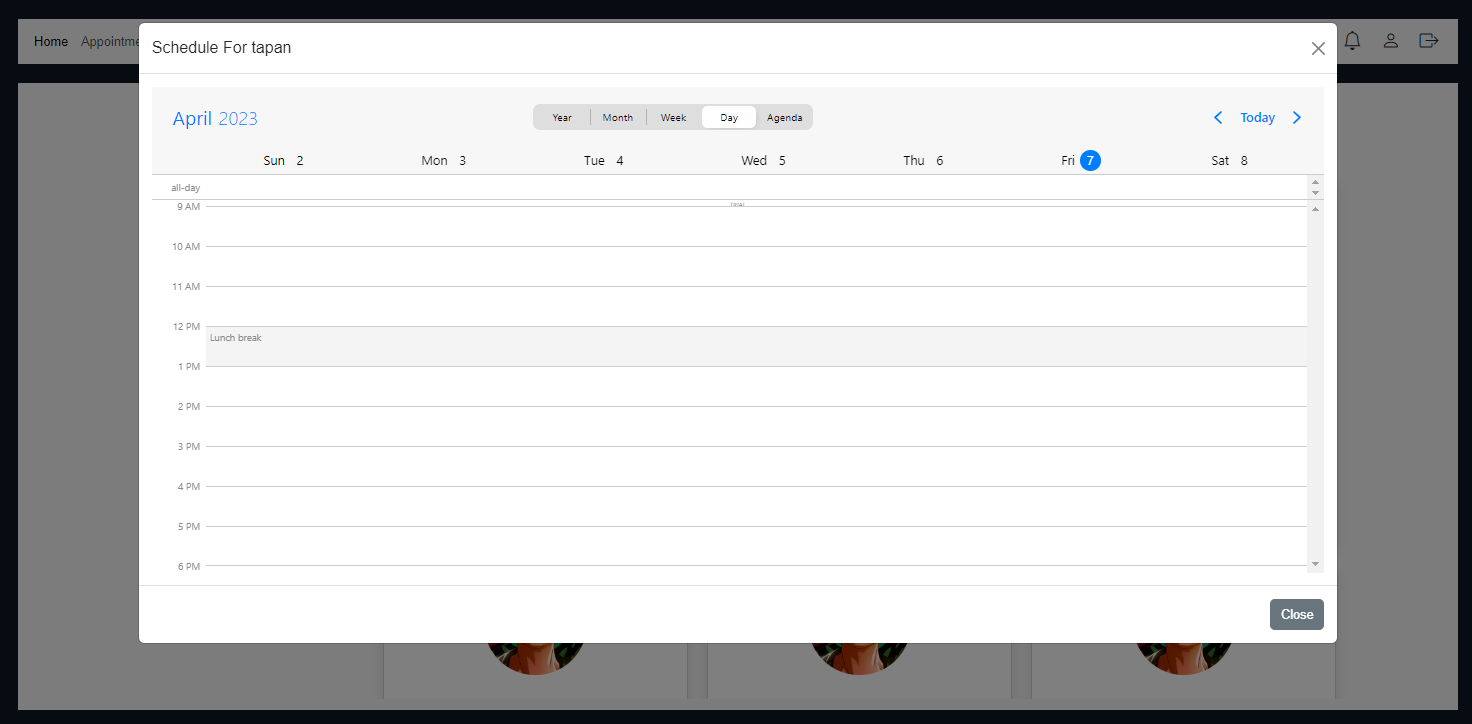 Home Appointme
Schedule For tapan
April 2023
Year Month Week Day Agenda
Today
Sun 2 Mon 3 Tue 4 Wed 5 Thu 6 Fri 7 Sat 8
all-day
9 AM
10 AM
11 AM
12 PM
Lunch break
1 PM
2 PM
3 PM
4 PM
5 PM
6 PM
Close